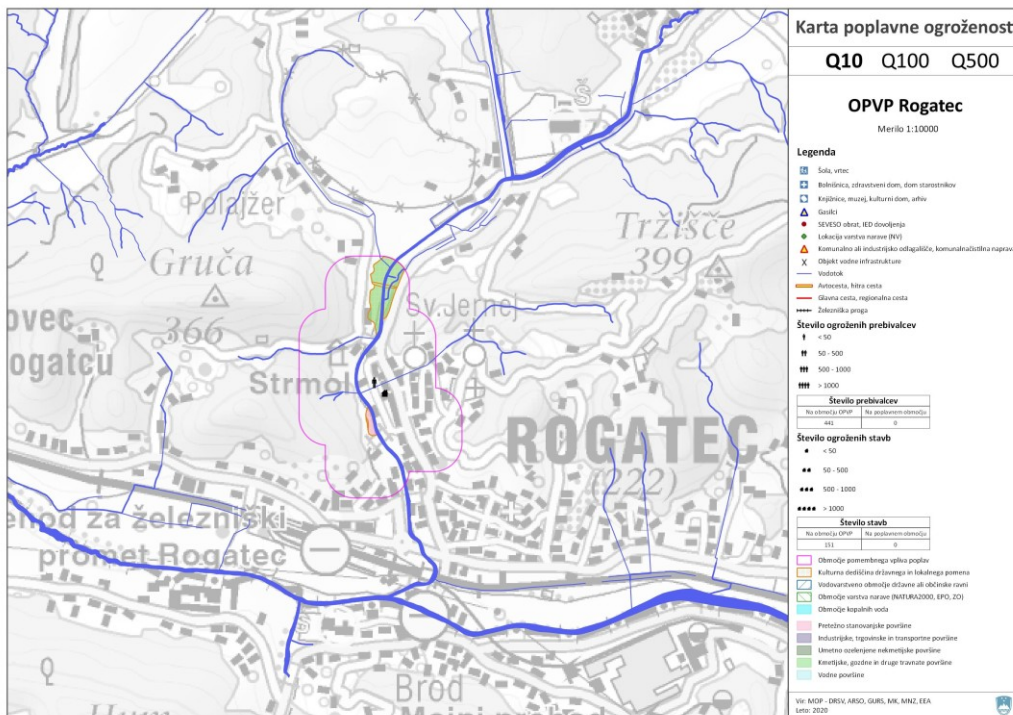 Karta poplavne ogroženost
Q10 Q100 Q500
OPVP Rogatec
Merilo 1:10000
Legenda
Šola, vrtec
Bolnišnica, zdravstveni dom, dom starostnikov
Knjižnice, muzej, kulturni dom, arhiv
Gasilci
SEVESO obrat, IED dovoljenja
Lokacija varstva narave (NV)
Komunalno ali industrijsko odlagališče, komunalnačistilna naprava
Objekt vodne infrastrukture
Vodotok
Avtocesta, hitra cesta
Glavna cesta, regionalna cesta
Železniška proga
Število ogroženih prebivalcev
< 50
50 - 500
500 - 1000
> 1000
Število prebivalcev
Na območju OPVP Na poplavnem območju
441 0
Število ogroženih stavb
< 50
50 - 500
500 - 1000
> 1000
Število stavb
Na območju OPVP Na poplavnem območju
151 0
Območje pomembnega vpliva poplav
Kulturna dediščina državnega in lokalnega pomena
Vodovarstveno območje državne ali občinske ravni
Območje varstva narave (NATURA2000, EPO, ZO)
Območje kopalnih voda
Pretežno stanovanjske površine
Industrijske, trgovinske in transportne površine
Umetno ozelenjene nekmetijske površine
Kmetijske, gozdne in druge travnate površine
Vodne površine
Vir: MOP - DRSV, ARSO, GURS, MK, MNZ, EEA
Leto: 2020
Š
Polajžer
Tržišče
399
Gruča
366
Sv.Jernej
ovec
ogatcu
Strmol
ROGATEC
(222)
ehod za železniški
promet Rogatec
Brod
Mejni prehod
Hum